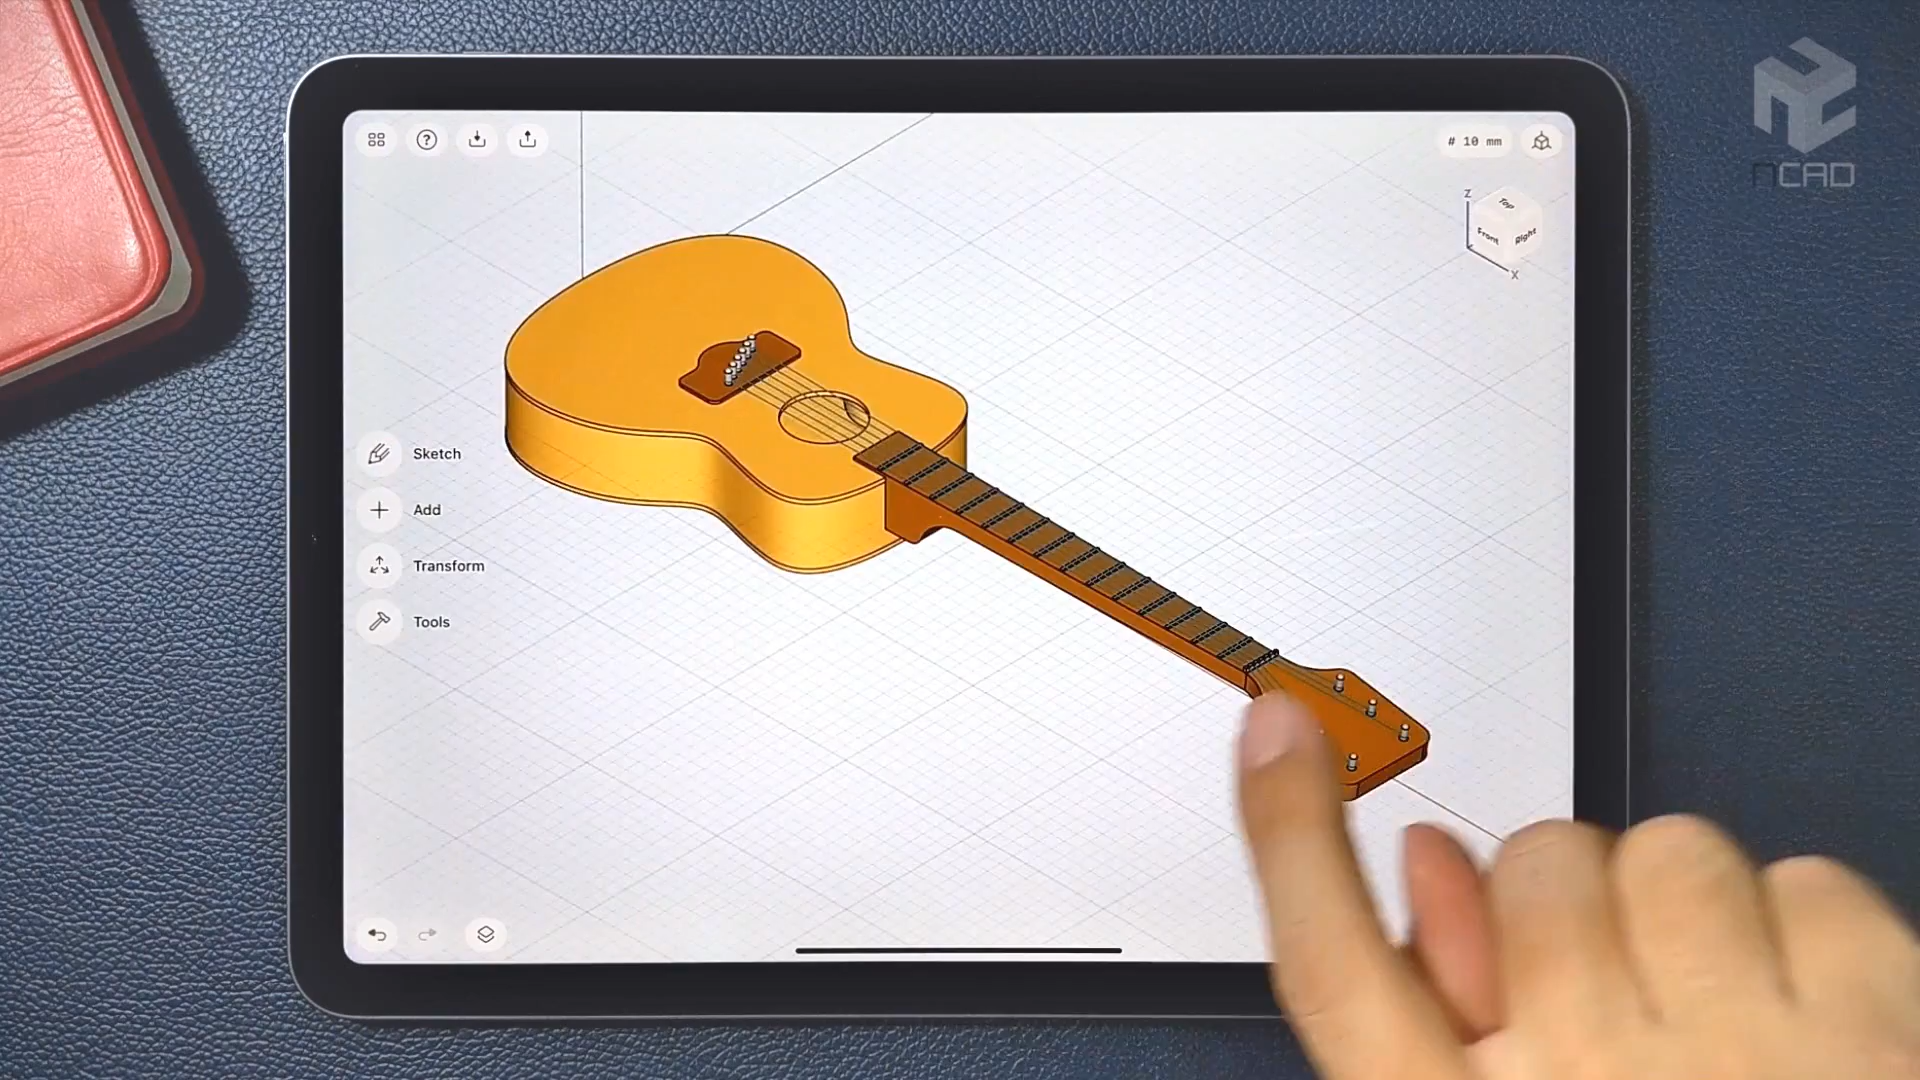 # 10 mm
nCAD
Z
Top
Front
Right
X
Sketch
Add
Transform
Tools